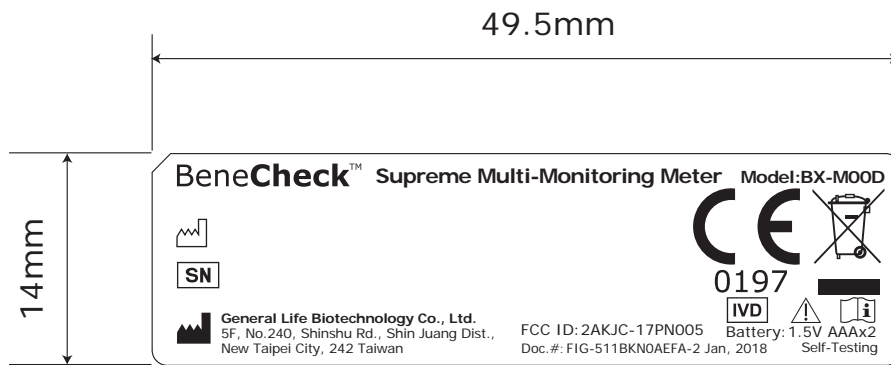 49.5mm
14mm
BeneCheck™ Supreme Multi-Monitoring Meter Model:BX-M00D
CE
0197
SN
IVD
General Life Biotechnology Co., Ltd.
5F, No.240, Shinshu Rd., Shin Juang Dist.,
New Taipei City, 242 Taiwan
FCC ID:2AKJC-17PN005
Doc.#:FIG-511BKN0AEFA-2 Jan, 2018
Battery:1.5V AAAx2
Self-Testing